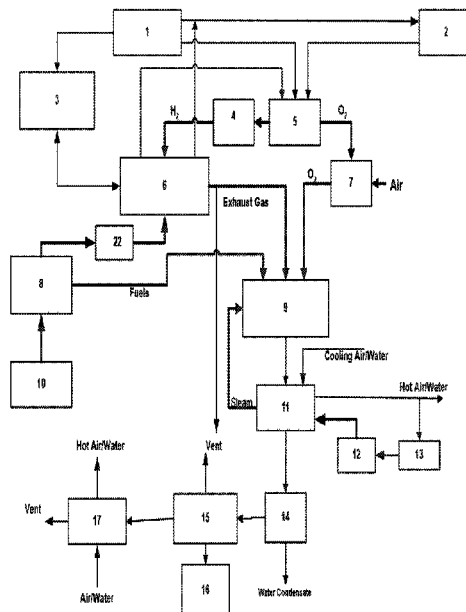 1
2
3
H2
4
5
O2
6
O2
7
Air
Exhaust Gas
22
8
Fuels
9
10
Cooling Air/Water
Steam
11
Hot Air/Water
12
13
Hot Air/Water
Vent
Vent
Vent
17
15
14
16
Air/Water
Water Condensate